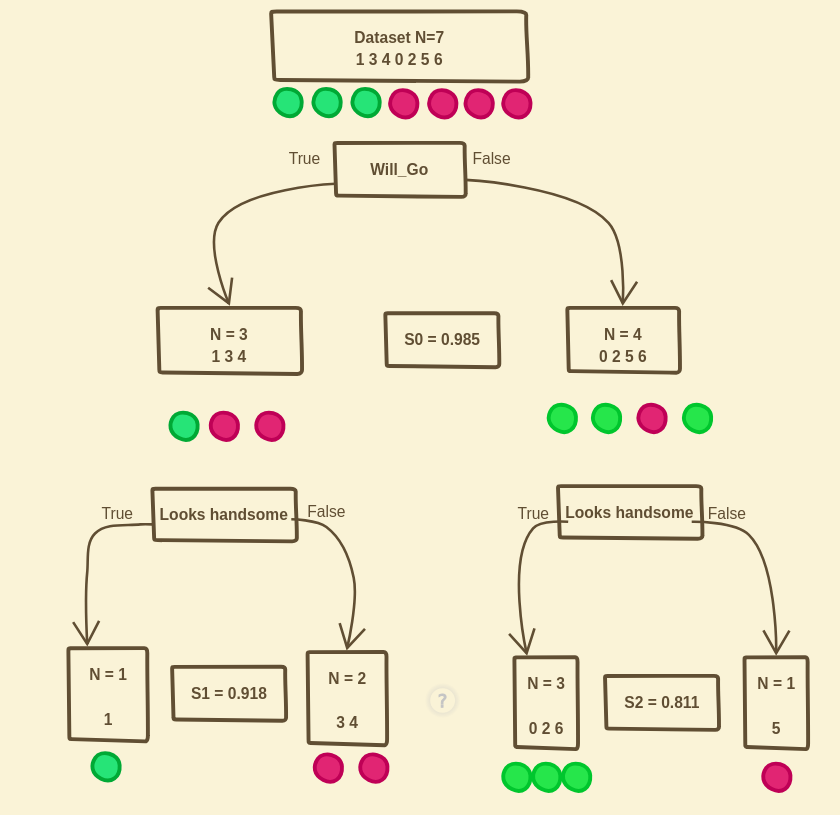 Dataset N=7
1 3 4 0 2 5 6
True
Will_Go
False
N = 3
1 3 4
S0 = 0.985
N = 4
0 2 5 6
True
Looks handsome
False
True
Looks handsome
False
N = 1
1
S1 = 0.918
N = 2
3 4
?
N = 3
0 2 6
S2 = 0.811
N = 1
5